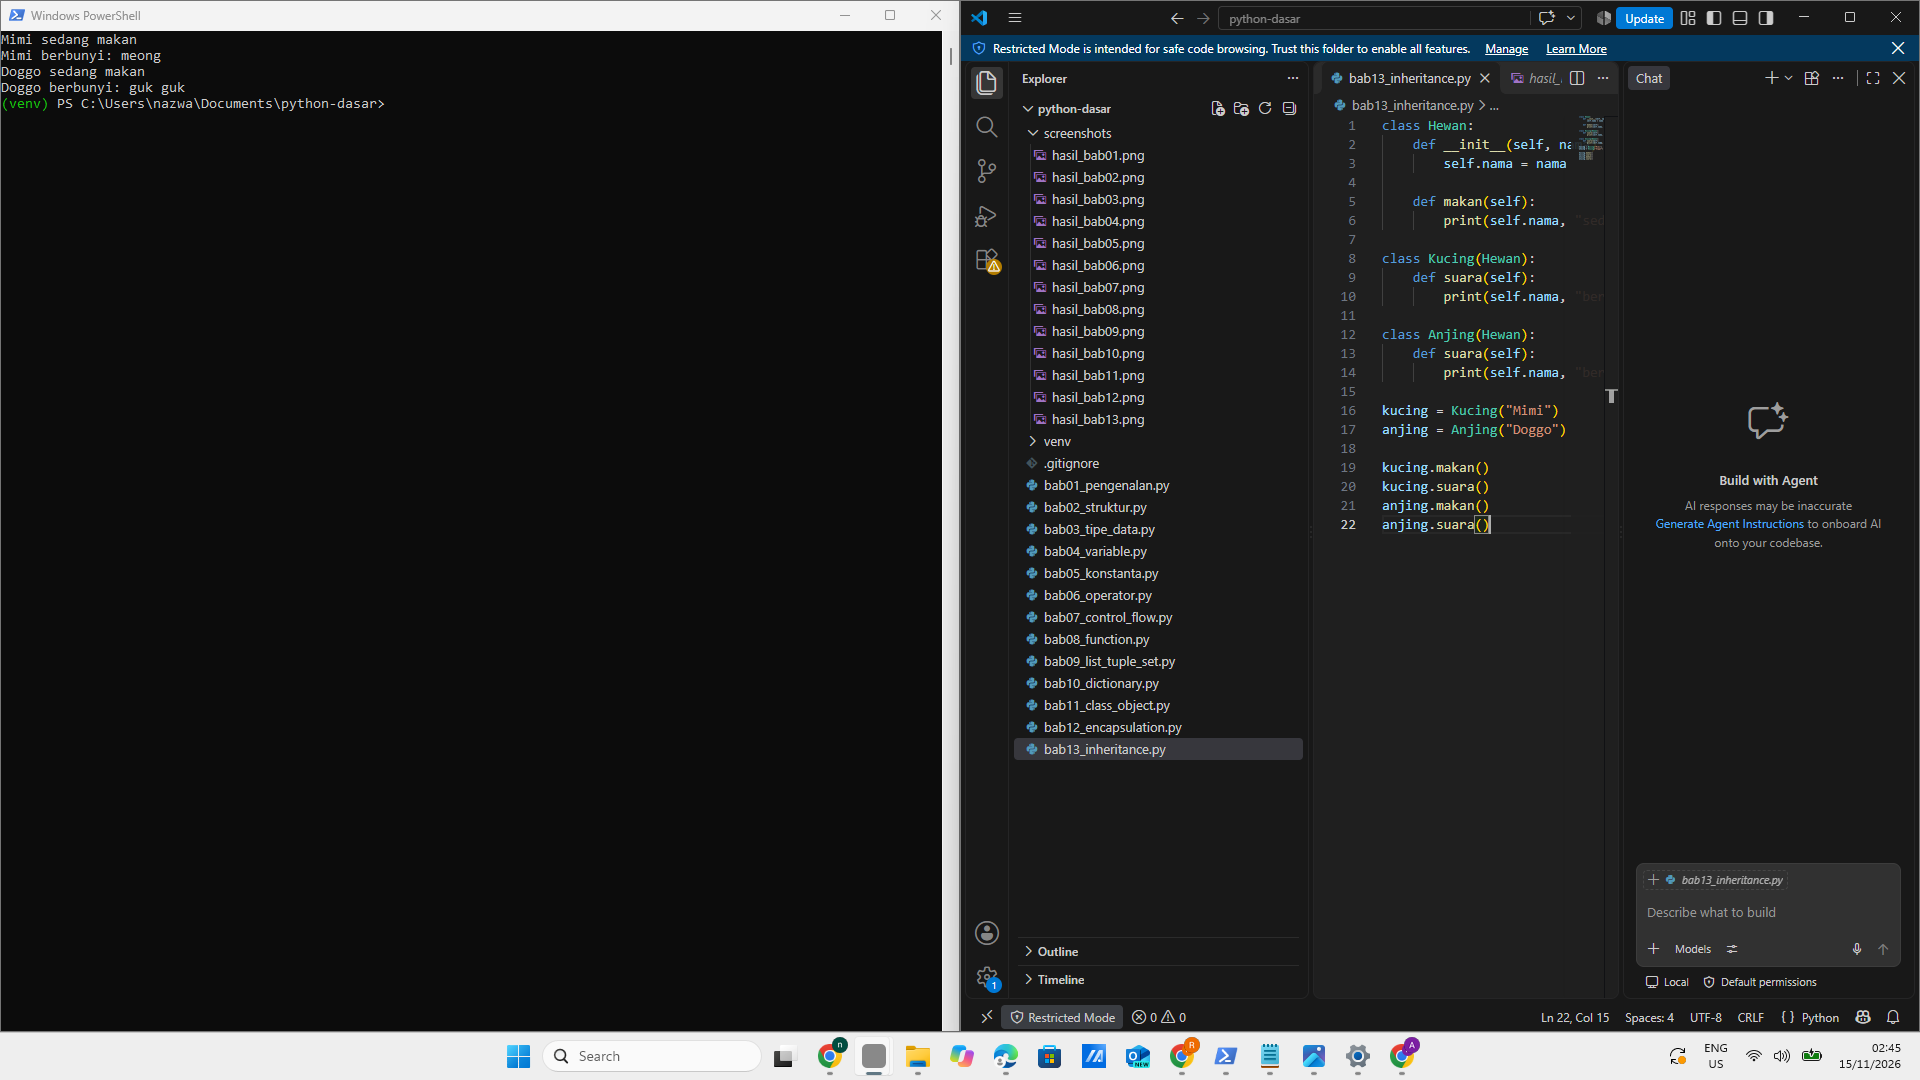 Windows PowerShell
Mimi sedang makan
Mimi berbunyi: meong
Doggo sedang makan
Doggo berbunyi: guk guk
(venv) PS C:\Users\nazwa\Documents\python-dasar>
python-dasar
Update
Restricted Mode is intended for safe code browsing. Trust this folder to enable all features. Manage Learn More
Explorer
python-dasar
screenshots
hasil_bab01.png
hasil_bab02.png
hasil_bab03.png
hasil_bab04.png
hasil_bab05.png
hasil_bab06.png
hasil_bab07.png
hasil_bab08.png
hasil_bab09.png
hasil_bab10.png
hasil_bab11.png
hasil_bab12.png
hasil_bab13.png
venv
.gitignore
bab01_pengenalan.py
bab02_struktur.py
bab03_tipe_data.py
bab04_variable.py
bab05_konstanta.py
bab06_operator.py
bab07_control_flow.py
bab08_function.py
bab09_list_tuple_set.py
bab10_dictionary.py
bab11_class_object.py
bab12_encapsulation.py
bab13_inheritance.py
Outline
Timeline
bab13_inheritance.py hasil_
bab13_inheritance.py > ...
1 class Hewan:
2 def __init__(self, na
3 self.nama = nama
4
5 def makan(self):
6 print(self.nama, "sed
7
8 class Kucing(Hewan):
9 def suara(self):
10 print(self.nama, "ber
11
12 class Anjing(Hewan):
13 def suara(self):
14 print(self.nama, "ber
15
16 kucing = Kucing("Mimi")
17 anjing = Anjing("Doggo")
18
19 kucing.makan()
20 kucing.suara()
21 anjing.makan()
22 anjing.suara()
Chat
Build with Agent
AI responses may be inaccurate
Generate Agent Instructions to onboard AI
onto your codebase.
bab13_inheritance.py
Describe what to build
Models
Local Default permissions
1
Restricted Mode 0 0
Ln 22, Col 15 Spaces: 4 UTF-8 CRLF { } Python
Search
n
NEW
R
A
ENG
US
02:45
15/11/2026